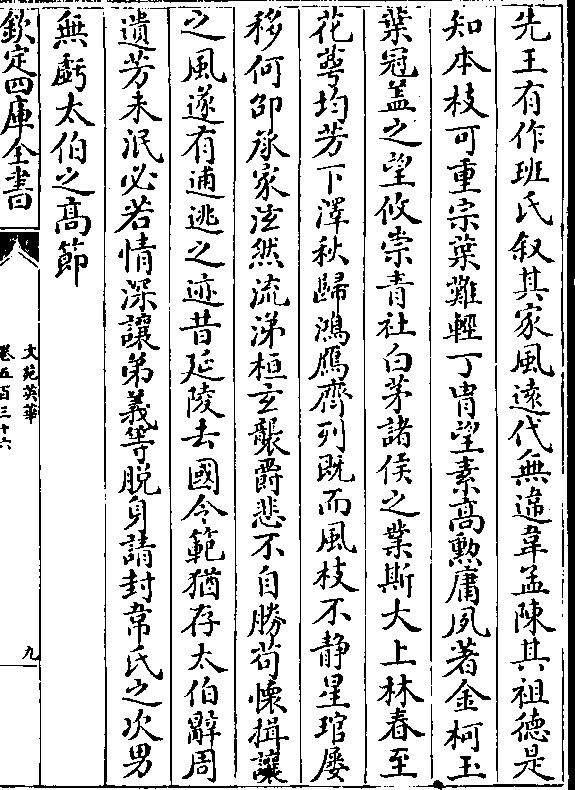 先王有作班氏叙其家風遠代無違韋孟陳其祖德是
知本枝可重宗葉難輕丁胄望素高勲庸夙著金柯玉
葉冠盖之望攸崇青社白茅諸侯之業斯大上林春至
花萼均芳下澤秋歸鴻鴈齊列既而風枝不静星琯屡
移何卲承家泫然流涕桓玄襲爵悲不自勝苟懐揖讓
之風遂有逋逃之迹昔延陵去國令範猶存太伯辭周
遺芳未泯必若情深讓弟義等脱身請封韋氏之次男
無虧太伯之高節
欽定四庫全書
文苑英華
卷五百三十六
九